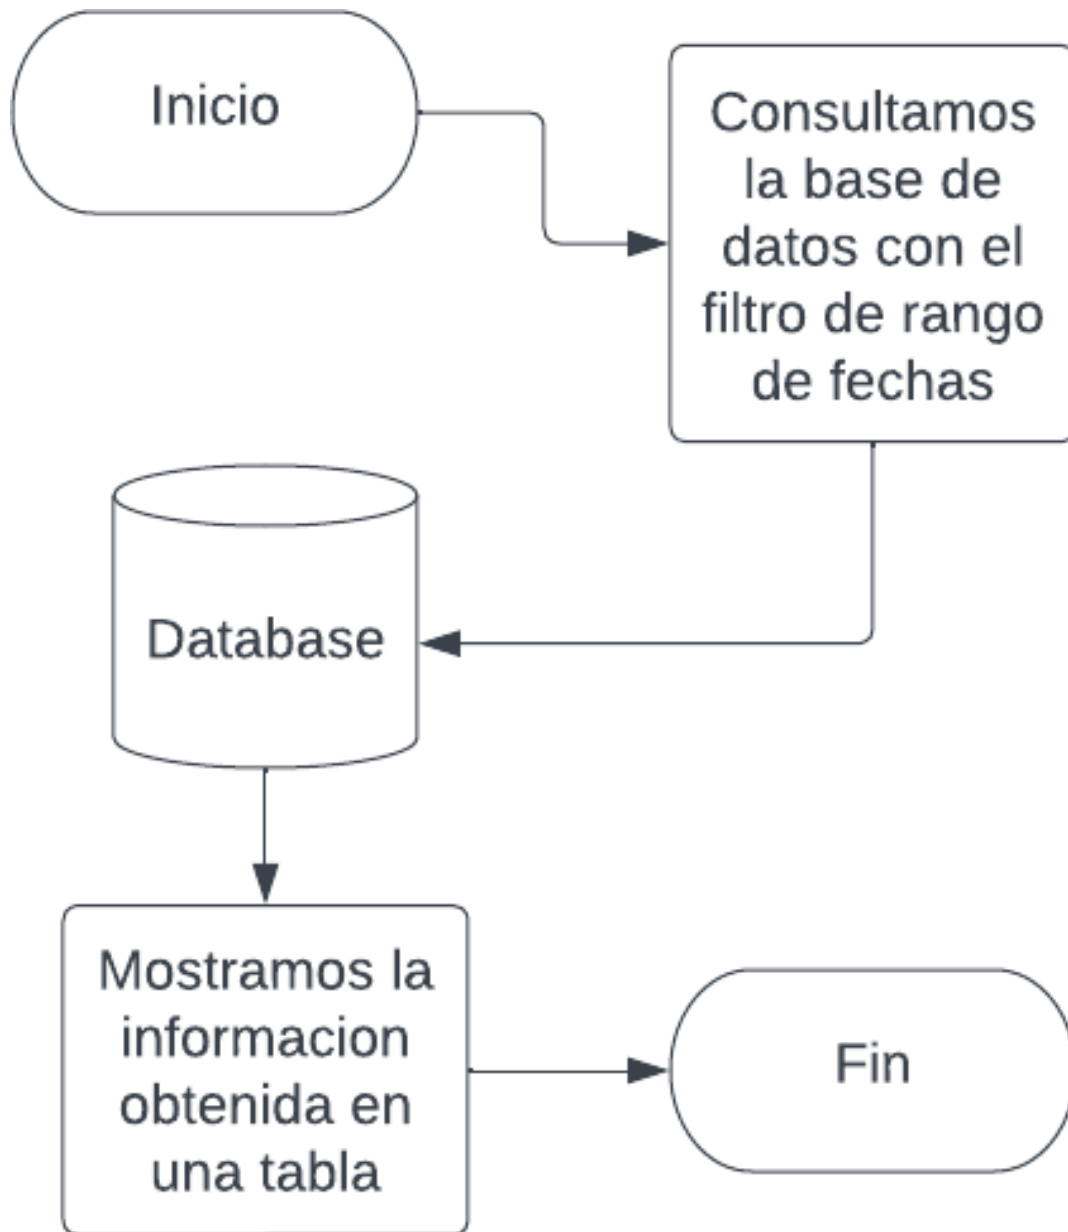 Inicio
Consultamos
la base de
datos con el
filtro de rango
de fechas
Database
Mostramos la
informacion
obtenida en
una tabla
Fin